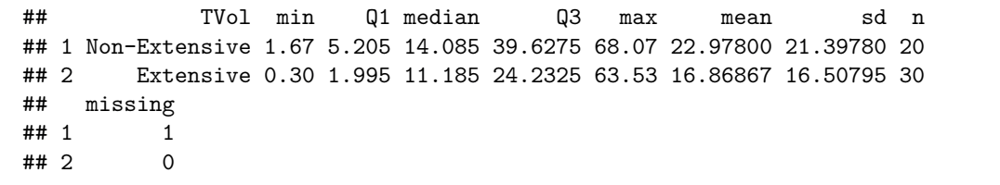 ##            TVol  min    Q1 median      Q3   max     mean       sd  n
## 1 Non-Extensive 1.67 5.205 14.085 39.6275 68.07 22.97800 21.39780 20
## 2     Extensive 0.30 1.995 11.185 24.2325 63.53 16.86867 16.50795 30
##   missing
## 1       1
## 2       0